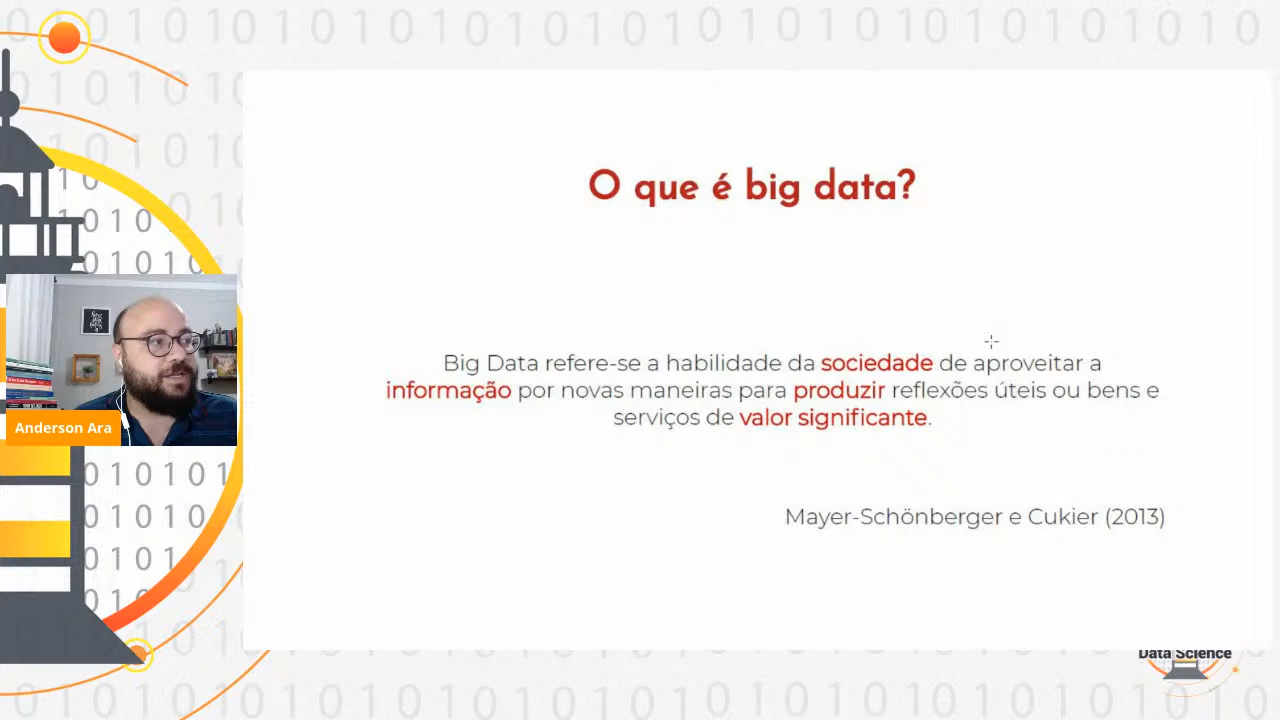 O que é big data?
Big Data refere-se a habilidade da sociedade de aproveitar a
informação por novas maneiras para produzir reflexões úteis ou bens e
serviços de valor significante.
Mayer-Schönberger e Cukier (2013)
Anderson Ara
Data Science